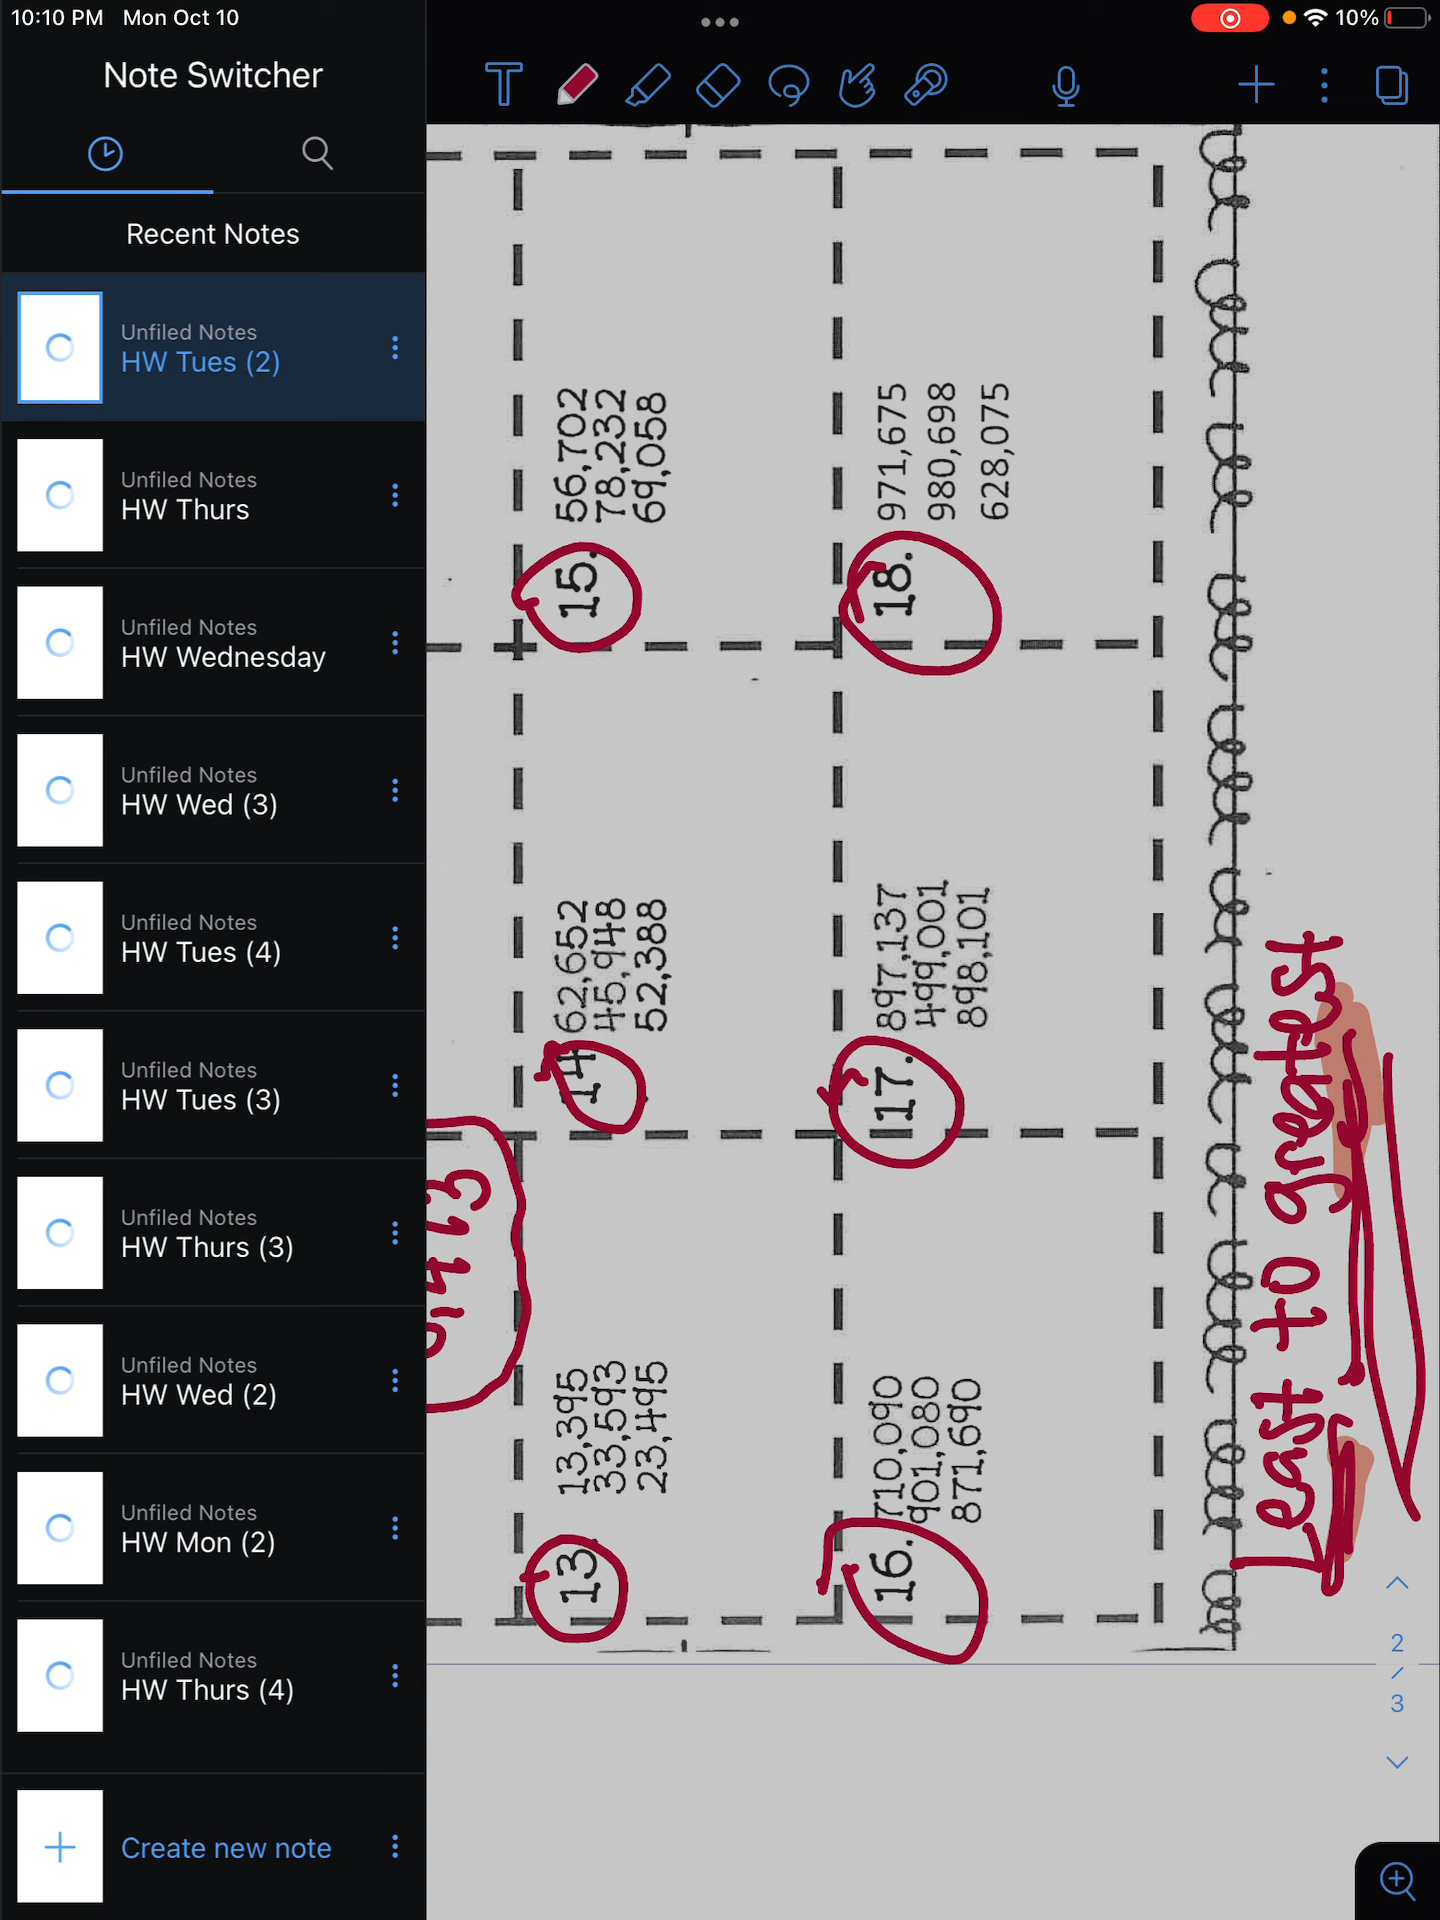 10:10 PM Mon Oct 10
10%
Note Switcher
Recent Notes
Unfiled Notes
HW Tues (2)
Unfiled Notes
HW Thurs
Unfiled Notes
HW Wednesday
Unfiled Notes
HW Wed (3)
Unfiled Notes
HW Tues (4)
Unfiled Notes
HW Tues (3)
Unfiled Notes
HW Thurs (3)
Unfiled Notes
HW Wed (2)
Unfiled Notes
HW Mon (2)
Unfiled Notes
HW Thurs (4)
Create new note
T
13.
13,395
33,593
23,495
14
62,652
45,948
52,388
15.
56,702
78,232
69,058
16.
710,090
901,080
871,690
17.
897,137
499,001
898,101
18.
971,675
980,698
628,075
Least to greatest
2
/
3